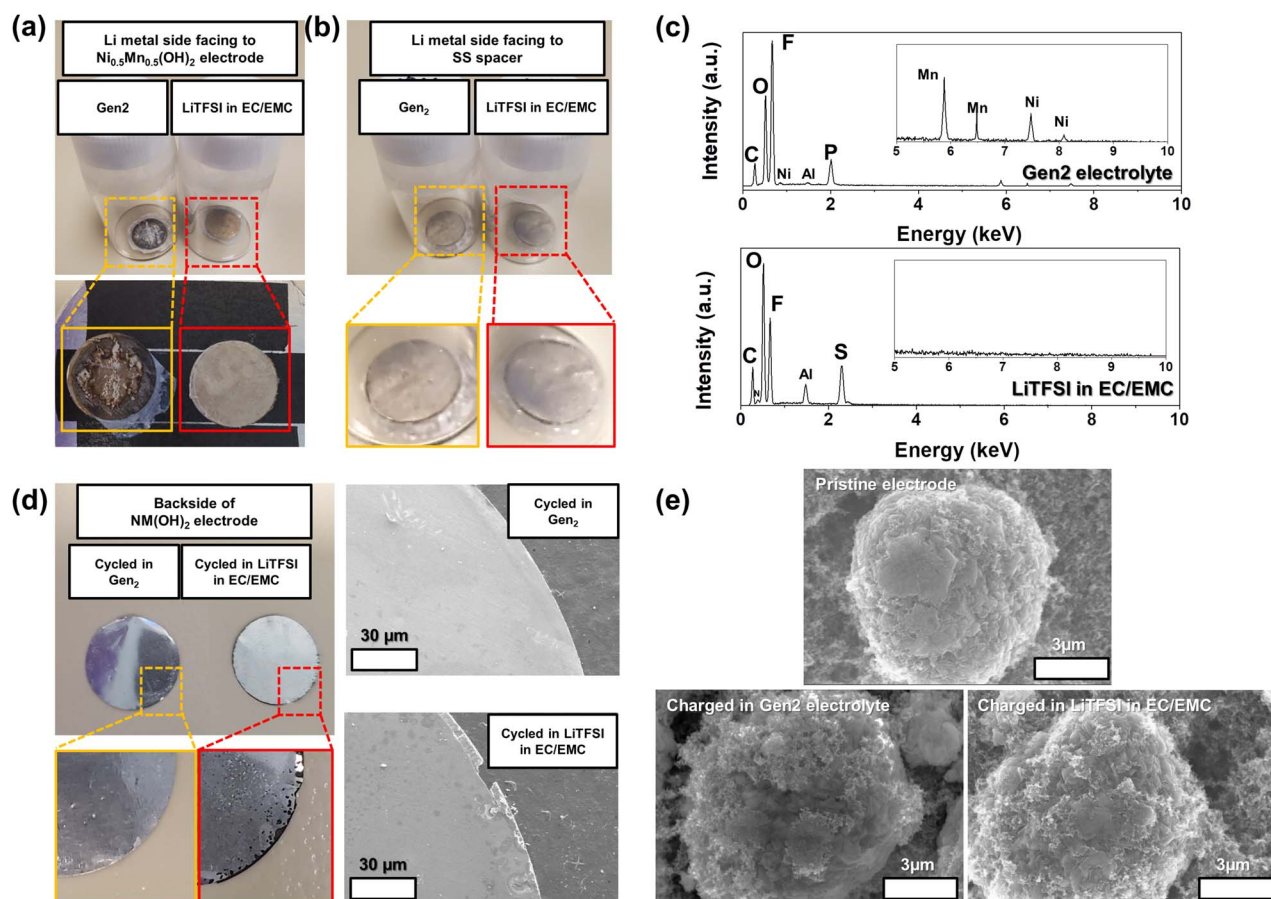 (a)
Li metal side facing to
Ni₀.₅Mn₀.₅(OH)₂ electrode
Gen2
LiTFSI in EC/EMC
(b)
Li metal side facing to
SS spacer
Gen₂
LiTFSI in EC/EMC
(c)
Intensity (a.u.)
C
O
F
Ni
Al
P
Mn
Mn
Ni
Ni
5 6 7 8 9 10
Gen2 electrolyte
0 2 4 6 8 10
Energy (keV)
Intensity (a.u.)
C
N
O
F
Al
S
5 6 7 8 9 10
LiTFSI in EC/EMC
0 2 4 6 8 10
Energy (keV)
(d)
Backside of
NM(OH)₂ electrode
Cycled in
Gen₂
Cycled in LiTFSI
in EC/EMC
Cycled in
Gen₂
30 µm
Cycled in LiTFSI
in EC/EMC
30 µm
(e)
Pristine electrode
3µm
Charged in Gen2 electrolyte
3µm
Charged in LiTFSI in EC/EMC
3µm